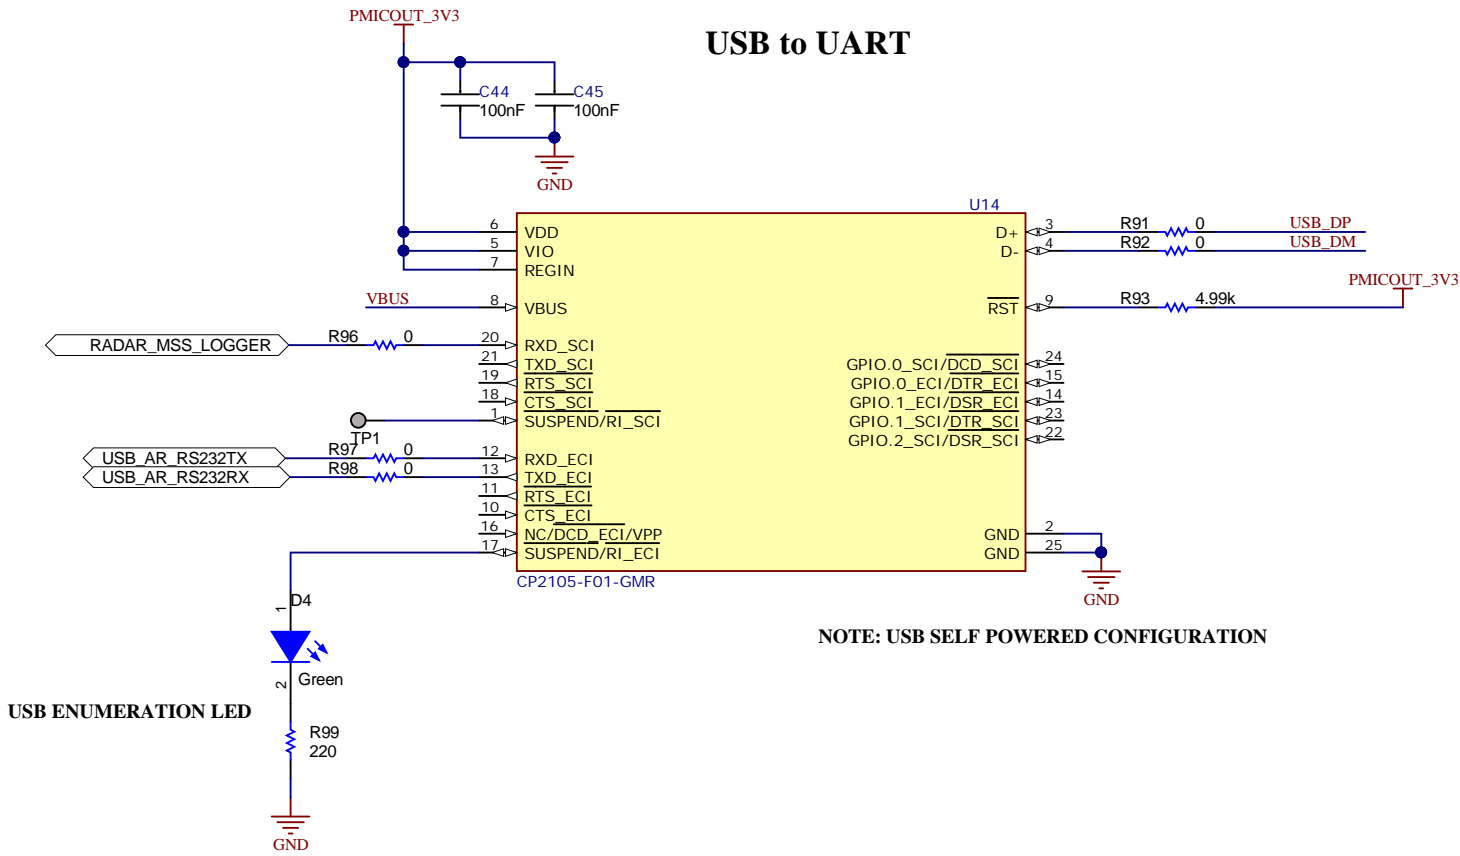 PMICOUT_3V3
USB to UART
C44
100nF
C45
100nF
GND
U14
6 VDD
5 VIO
7 REGIN
VBUS 8 VBUS
RADAR_MSS_LOGGER R96 0 20 RXD_SCI
21 TXD_SCI
19 RTS_SCI
18 CTS_SCI
TP1 1 SUSPEND/RI_SCI
USB_AR_RS232TX R97 0 12 RXD_ECI
USB_AR_RS232RX R98 0 13 TXD_ECI
11 RTS_ECI
10 CTS_ECI
16 NC/DCD_ECI/VPP
17 SUSPEND/RI_ECI
D+ 3 R91 0 USB_DP
D- 4 R92 0 USB_DM
PMICOUT_3V3
RST 9 R93 4.99k
GPIO.0_SCI/DCD_SCI 24
GPIO.0_ECI/DTR_ECI 15
GPIO.1_ECI/DSR_ECI 14
GPIO.1_SCI/DTR_SCI 23
GPIO.2_SCI/DSR_SCI 22
GND 2
GND 25
GND
CP2105-F01-GMR
NOTE: USB SELF POWERED CONFIGURATION
1 D4
2 Green
USB ENUMERATION LED
R99
220
GND